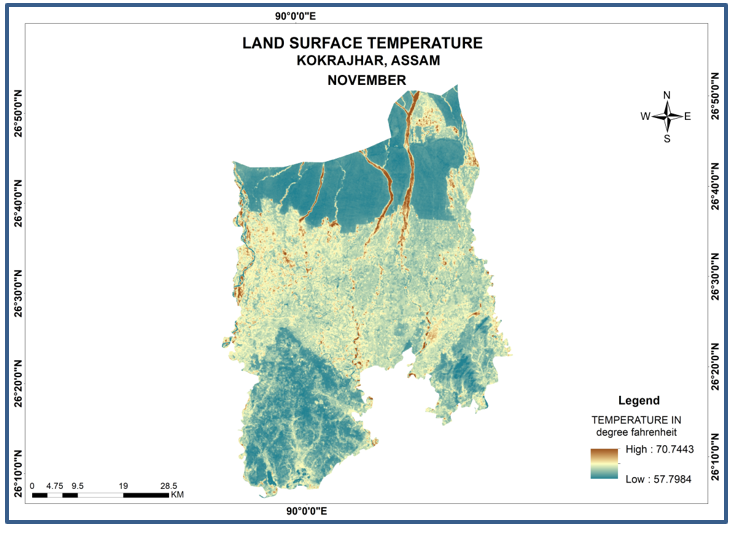 90°0'0"E
LAND SURFACE TEMPERATURE
KOKRAJHAR, ASSAM
NOVEMBER
N
W E
S
26°50'0"N
26°40'0"N
26°30'0"N
26°20'0"N
26°10'0"N
26°50'0"N
26°40'0"N
26°30'0"N
26°20'0"N
26°10'0"N
Legend
TEMPERATURE IN
degree fahrenheit
High : 70.7443
Low : 57.7984
0 4.75 9.5 19 28.5
KM
90°0'0"E